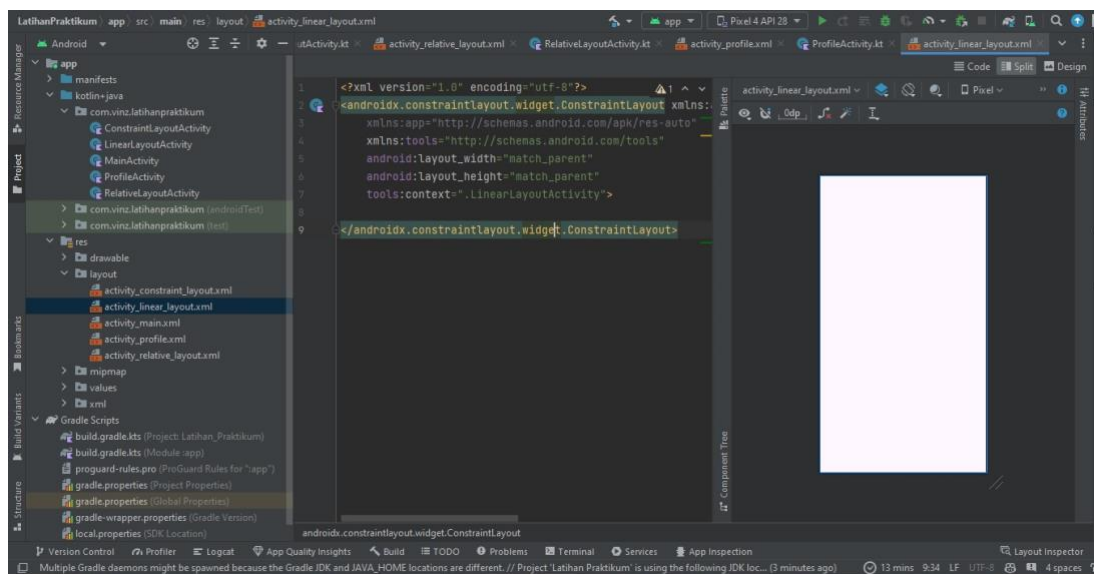 LatihanPraktikum > app > src > main > res > layout > activity_linear_layout.xml
app
Pixel 4 API 28
Android
utActivity.kt
activity_relative_layout.xml
RelativeLayoutActivity.kt
activity_profile.xml
ProfileActivity.kt
activity_linear_layout.xml
Code
Split
Design
Resource Manager
Project
Bookmarks
Build Variants
Structure
app
manifests
kotlin+java
com.vinz.latihanpraktikum
ConstraintLayoutActivity
LinearLayoutActivity
MainActivity
ProfileActivity
RelativeLayoutActivity
com.vinz.latihanpraktikum (androidTest)
com.vinz.latihanpraktikum (test)
res
drawable
layout
activity_constraint_layout.xml
activity_linear_layout.xml
activity_main.xml
activity_profile.xml
activity_relative_layout.xml
mipmap
values
xml
Gradle Scripts
build.gradle.kts (Project: Latihan_Praktikum)
build.gradle.kts (Module :app)
proguard-rules.pro (ProGuard Rules for ":app")
gradle.properties (Project Properties)
gradle.properties (Global Properties)
gradle-wrapper.properties (Gradle Version)
local.properties (SDK Location)
1 <?xml version="1.0" encoding="utf-8"?>
2 <androidx.constraintlayout.widget.ConstraintLayout xmlns:
3 xmlns:app="http://schemas.android.com/apk/res-auto"
4 xmlns:tools="http://schemas.android.com/tools"
5 android:layout_width="match_parent"
6 android:layout_height="match_parent"
7 tools:context=".LinearLayoutActivity">
8
9 </androidx.constraintlayout.widget.ConstraintLayout>
1
androidx.constraintlayout.widget.ConstraintLayout
Palette
Component Tree
activity_linear_layout.xml
Pixel
0dp
Attributes
Version Control
Profiler
Logcat
App Quality Insights
Build
TODO
Problems
Terminal
Services
App Inspection
Layout Inspector
Multiple Gradle daemons might be spawned because the Gradle JDK and JAVA_HOME locations are different. // Project 'Latihan Praktikum' is using the following JDK loc... (3 minutes ago)
13 mins
9:34
LF
UTF-8
4 spaces